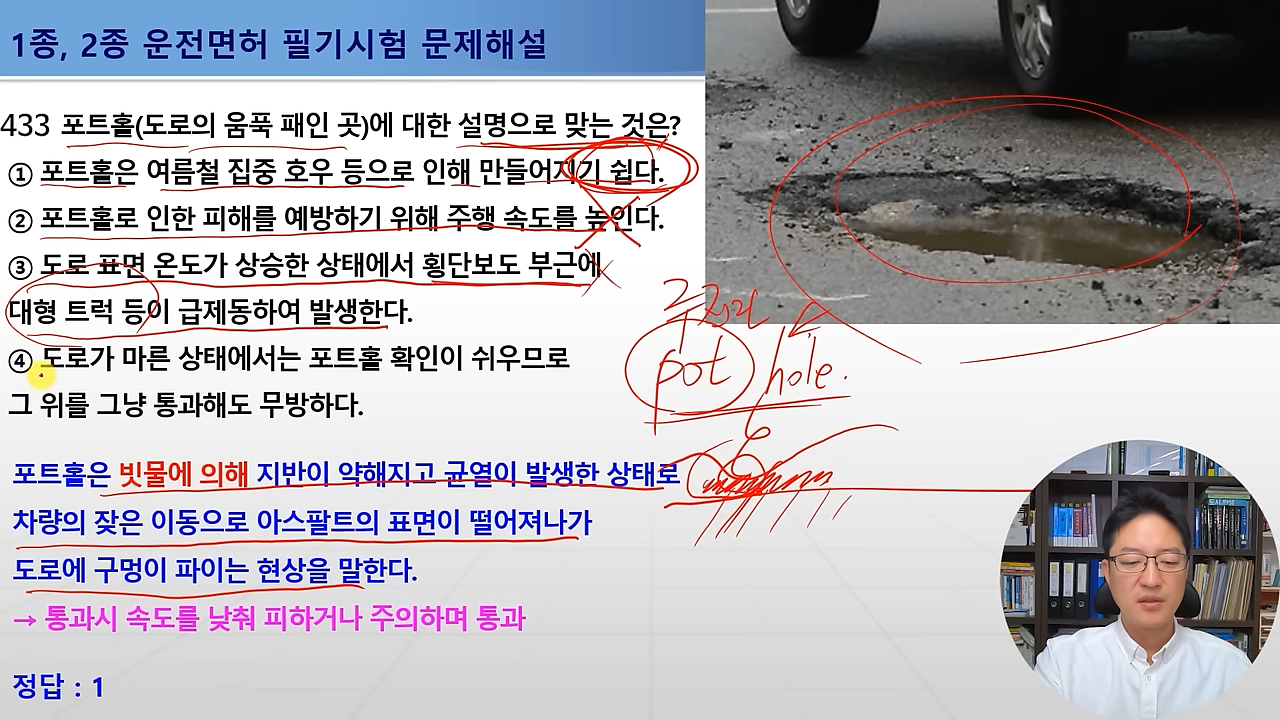 1종, 2종 운전면허 필기시험 문제해설
433 포트홀(도로의 움푹 패인 곳)에 대한 설명으로 맞는 것은?
① 포트홀은 여름철 집중 호우 등으로 인해 만들어지기 쉽다.
② 포트홀로 인한 피해를 예방하기 위해 주행 속도를 높인다.
③ 도로 표면 온도가 상승한 상태에서 횡단보도 부근에
대형 트럭 등이 급제동하여 발생한다.
④ 도로가 마른 상태에서는 포트홀 확인이 쉬우므로
그 위를 그냥 통과해도 무방하다.
pot hole.
포트홀은 빗물에 의해 지반이 약해지고 균열이 발생한 상태로
차량의 잦은 이동으로 아스팔트의 표면이 떨어져나가
도로에 구멍이 파이는 현상을 말한다.
→ 통과시 속도를 낮춰 피하거나 주의하며 통과
정답 : 1